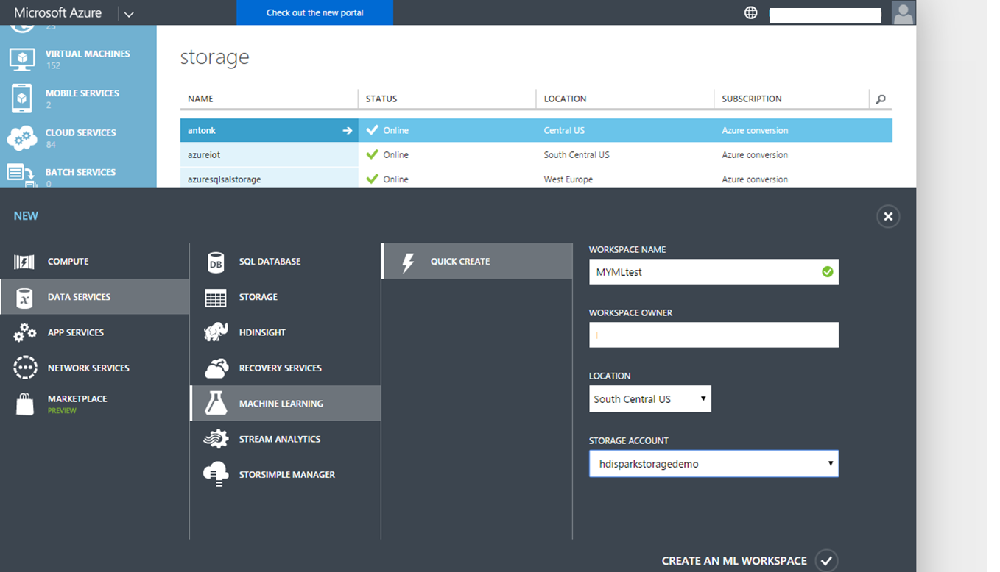 Microsoft Azure
Check out the new portal
25
VIRTUAL MACHINES
152
MOBILE SERVICES
2
CLOUD SERVICES
84
BATCH SERVICES
0
storage
NAME STATUS LOCATION SUBSCRIPTION
antonk Online Central US Azure conversion
azureiot Online South Central US Azure conversion
azuresqlsalstorage Online West Europe Azure conversion
NEW
COMPUTE
DATA SERVICES
APP SERVICES
NETWORK SERVICES
MARKETPLACE
PREVIEW
DB
SQL DATABASE
STORAGE
HDINSIGHT
RECOVERY SERVICES
MACHINE LEARNING
STREAM ANALYTICS
STORSIMPLE MANAGER
QUICK CREATE
WORKSPACE NAME
MYMLtest
WORKSPACE OWNER
LOCATION
South Central US
STORAGE ACCOUNT
hdisparkstoragedemo
CREATE AN ML WORKSPACE